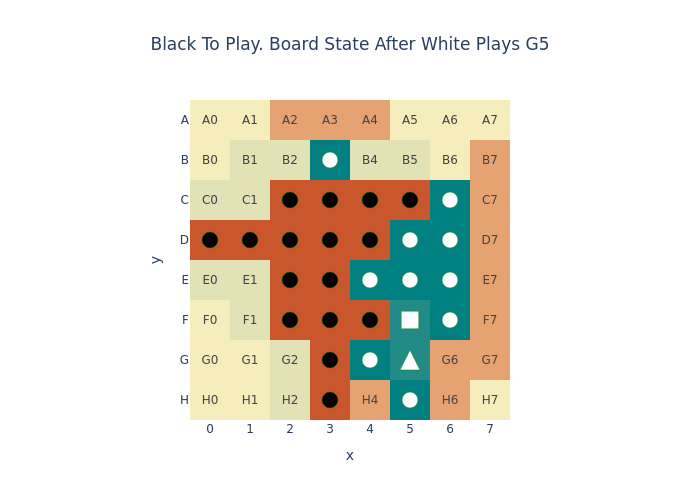 Black To Play. Board State After White Plays G5
A A0 A1 A2 A3 A4 A5 A6 A7
B B0 B1 B2 B4 B5 B6 B7
C C0 C1 C7
D D7
E E0 E1 E7
F F0 F1 F7
G G0 G1 G2 G6 G7
H H0 H1 H2 H4 H6 H7
0 1 2 3 4 5 6 7
x
y